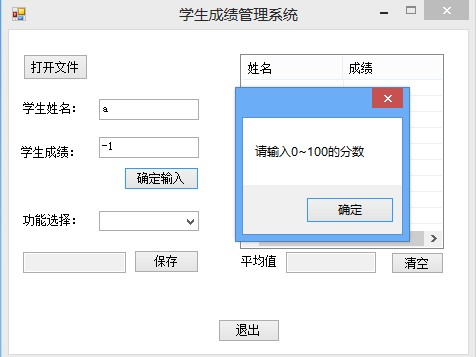 学生成绩管理系统
打开文件
姓名 成绩
学生姓名： a
学生成绩： -1
请输入0~100的分数
确定输入
确定
功能选择：
保存
平均值
清空
退出